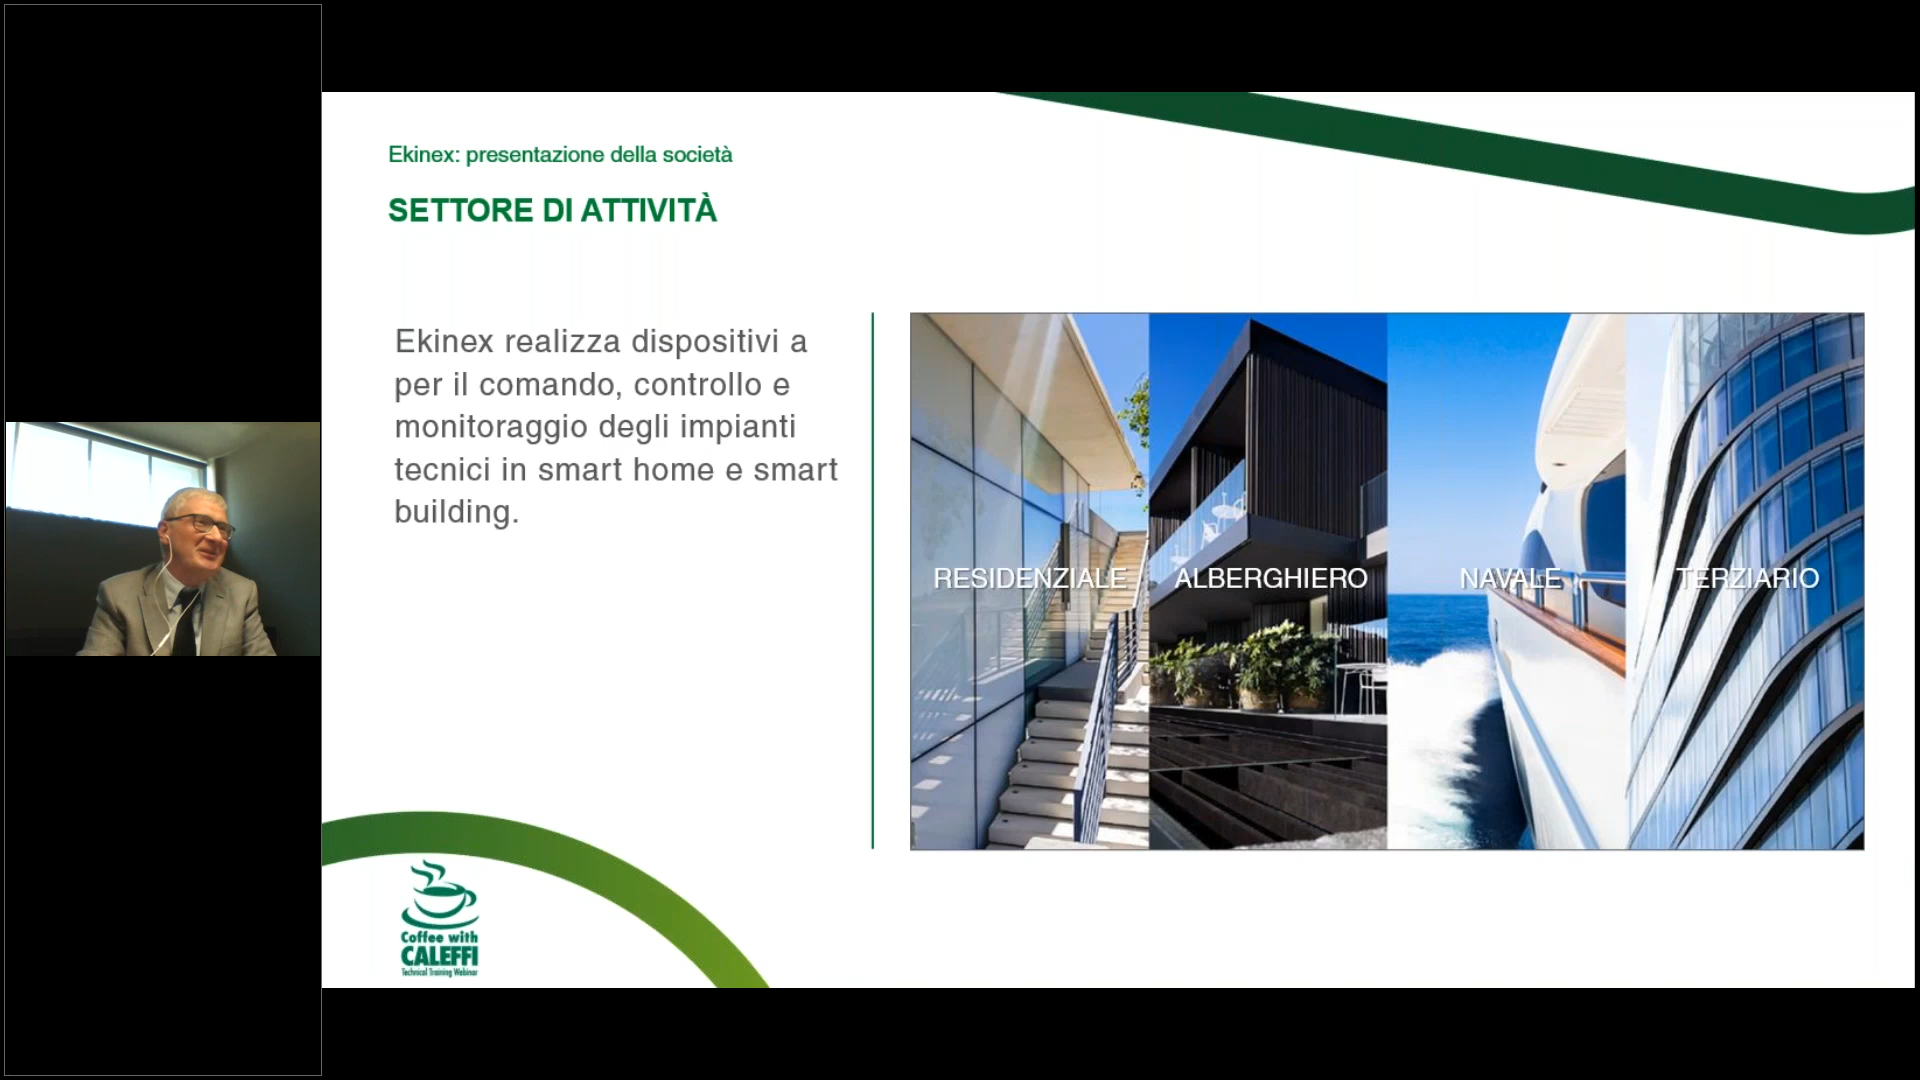 Ekinex: presentazione della società
SETTORE DI ATTIVITÀ
Ekinex realizza dispositivi a
per il comando, controllo e
monitoraggio degli impianti
tecnici in smart home e smart
building.
RESIDENZIALE
ALBERGHIERO
NAVALE
TERZIARIO
Coffee with
CALEFFI
Technical Training Webinar